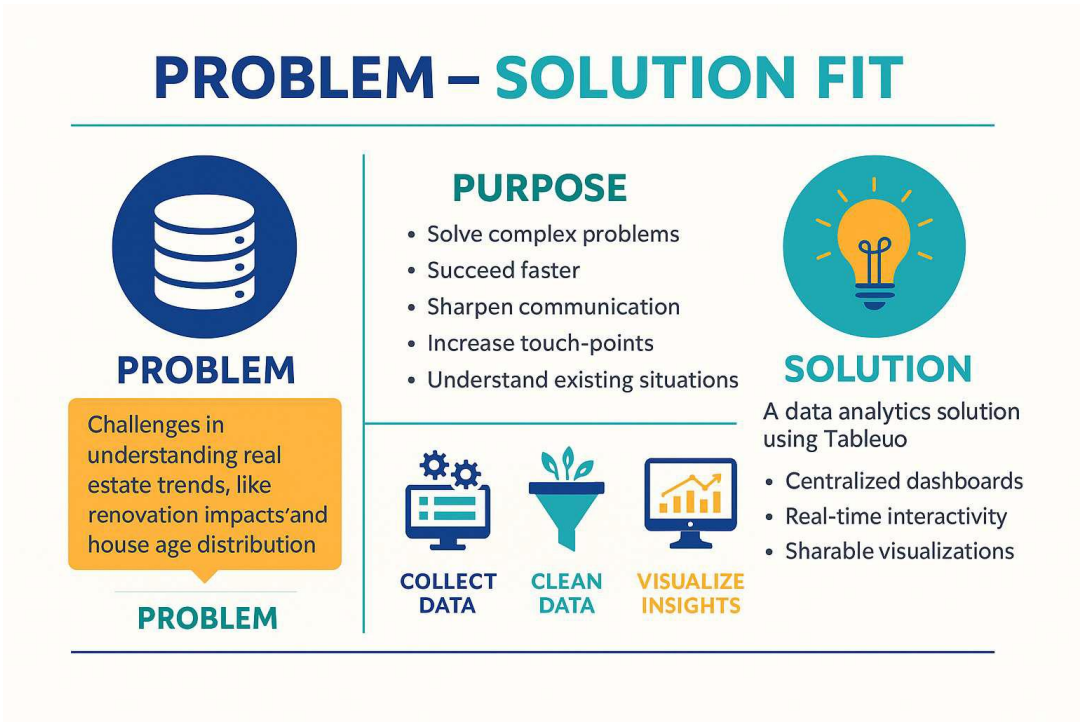 PROBLEM – SOLUTION FIT
PROBLEM
Challenges in
understanding real
estate trends, like
renovation impacts'and
house age distribution
PROBLEM
PURPOSE
• Solve complex problems
• Succeed faster
• Sharpen communication
• Increase touch-points
• Understand existing situations
COLLECT
DATA
CLEAN
DATA
VISUALIZE
INSIGHTS
SOLUTION
A data analytics solution
using Tableuo
• Centralized dashboards
• Real-time interactivity
• Sharable visualizations